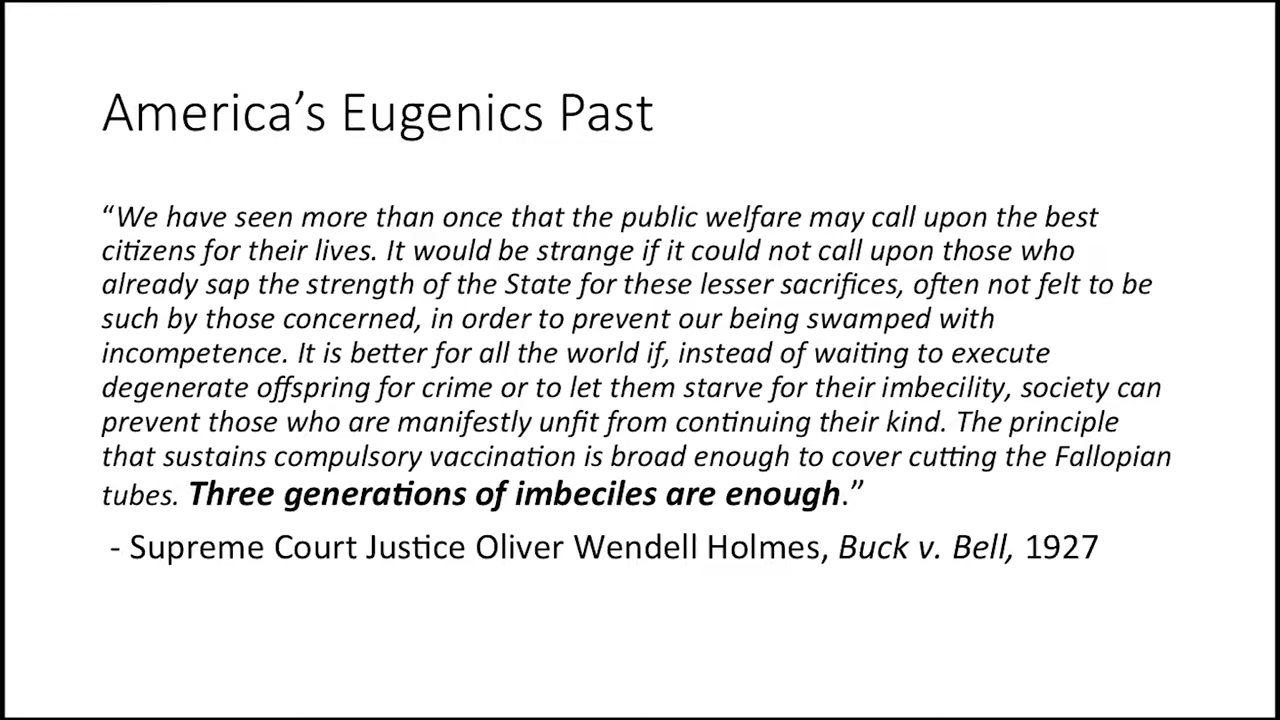 America’s Eugenics Past
“We have seen more than once that the public welfare may call upon the best
citizens for their lives. It would be strange if it could not call upon those who
already sap the strength of the State for these lesser sacrifices, often not felt to be
such by those concerned, in order to prevent our being swamped with
incompetence. It is better for all the world if, instead of waiting to execute
degenerate offspring for crime or to let them starve for their imbecility, society can
prevent those who are manifestly unfit from continuing their kind. The principle
that sustains compulsory vaccination is broad enough to cover cutting the Fallopian
tubes. Three generations of imbeciles are enough.”
- Supreme Court Justice Oliver Wendell Holmes, Buck v. Bell, 1927